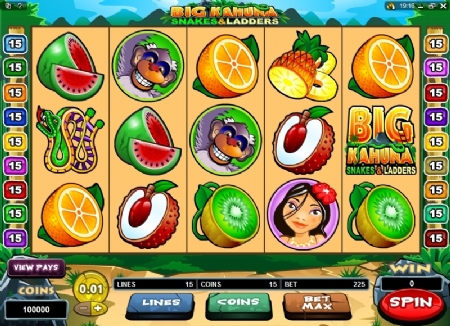 BIG KAHUNA
SNAKES & LADDERS
19:16
15 15
15 15
15 15
15 15
15 15
15 15
15 15
15 15
15 15
BIG
KAHUNA
SNAKES & LADDERS
VIEW PAYS
COINS
100000
0.01
LINES 15 COINS 15 BET 225
LINES COINS BET MAX
WIN
0
SPIN